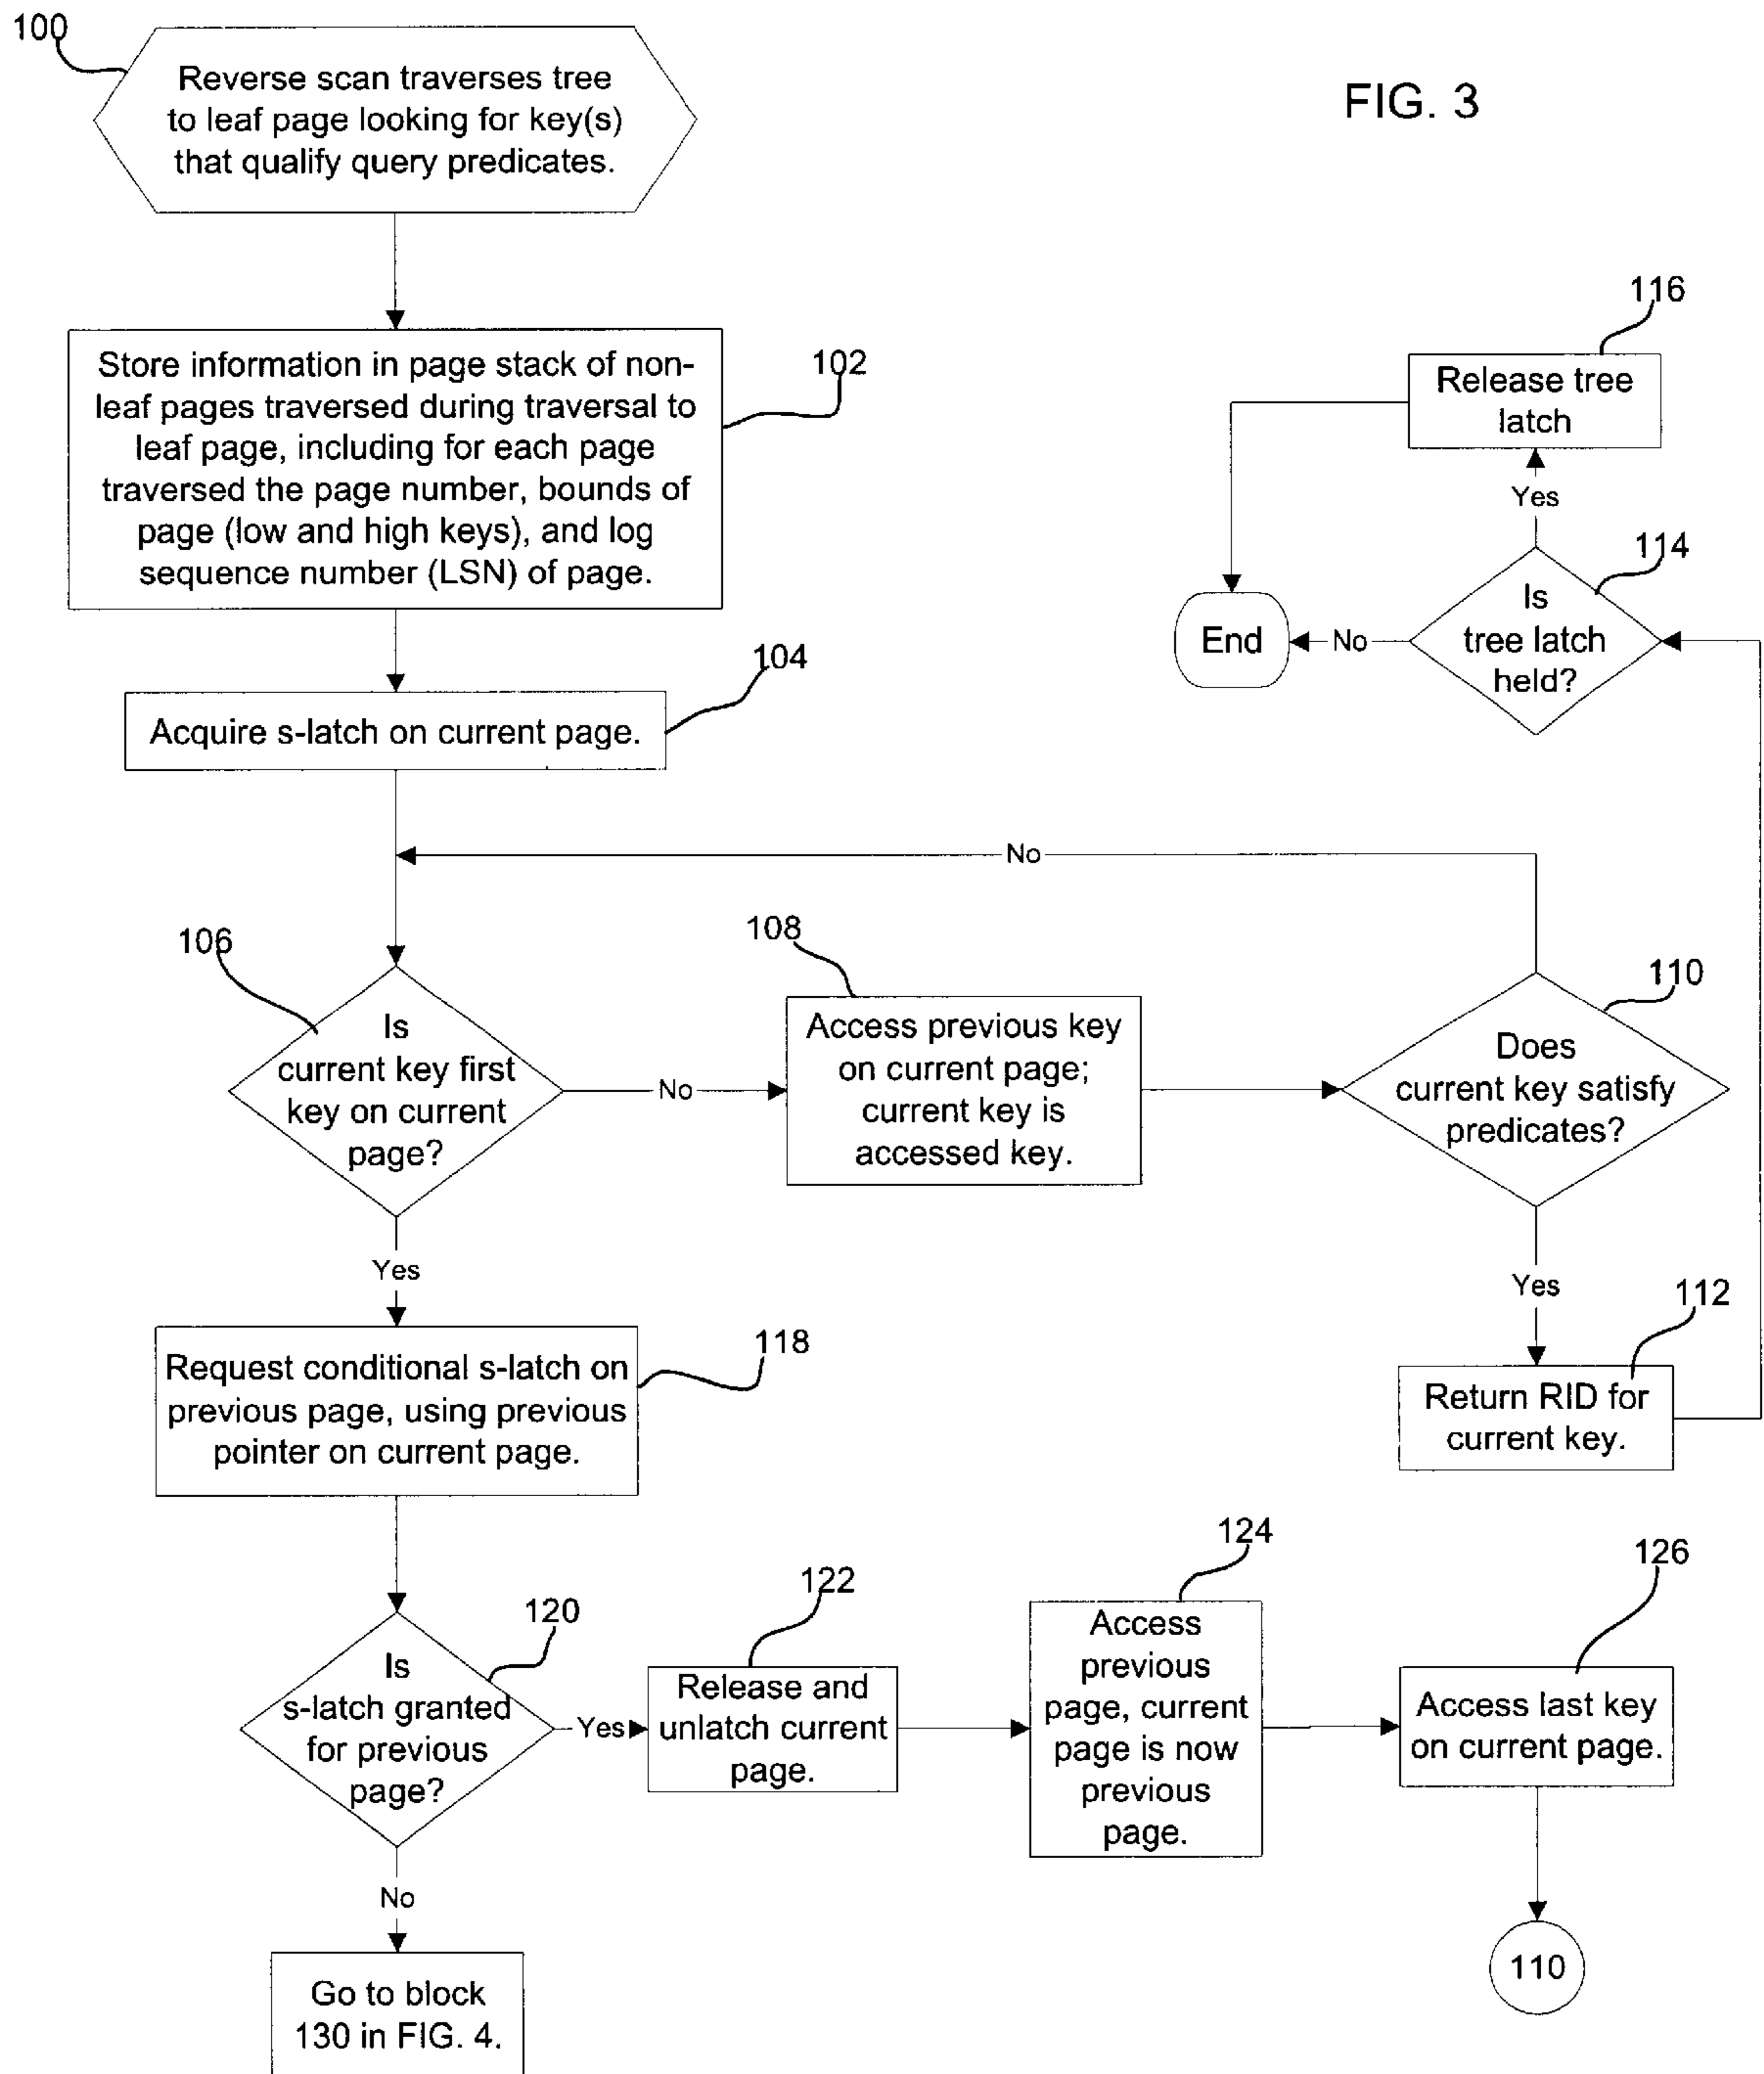 100
Reverse scan traverses tree
to leaf page looking for key(s)
that qualify query predicates.
FIG. 3
102
Store information in page stack of non-
leaf pages traversed during traversal to
leaf page, including for each page
traversed the page number, bounds of
page (low and high keys), and log
sequence number (LSN) of page.
116
Release tree
latch
Yes
114
Is
tree latch
held?
No
End
104
Acquire s-latch on current page.
No
106
Is
current key first
key on current
page?
No
108
Access previous key
on current page;
current key is
accessed key.
110
Does
current key satisfy
predicates?
Yes
112
Return RID for
current key.
Yes
118
Request conditional s-latch on
previous page, using previous
pointer on current page.
120
Is
s-latch granted
for previous
page?
Yes
122
Release and
unlatch current
page.
124
Access
previous
page, current
page is now
previous
page.
126
Access last key
on current page.
110
No
Go to block
130 in FIG. 4.